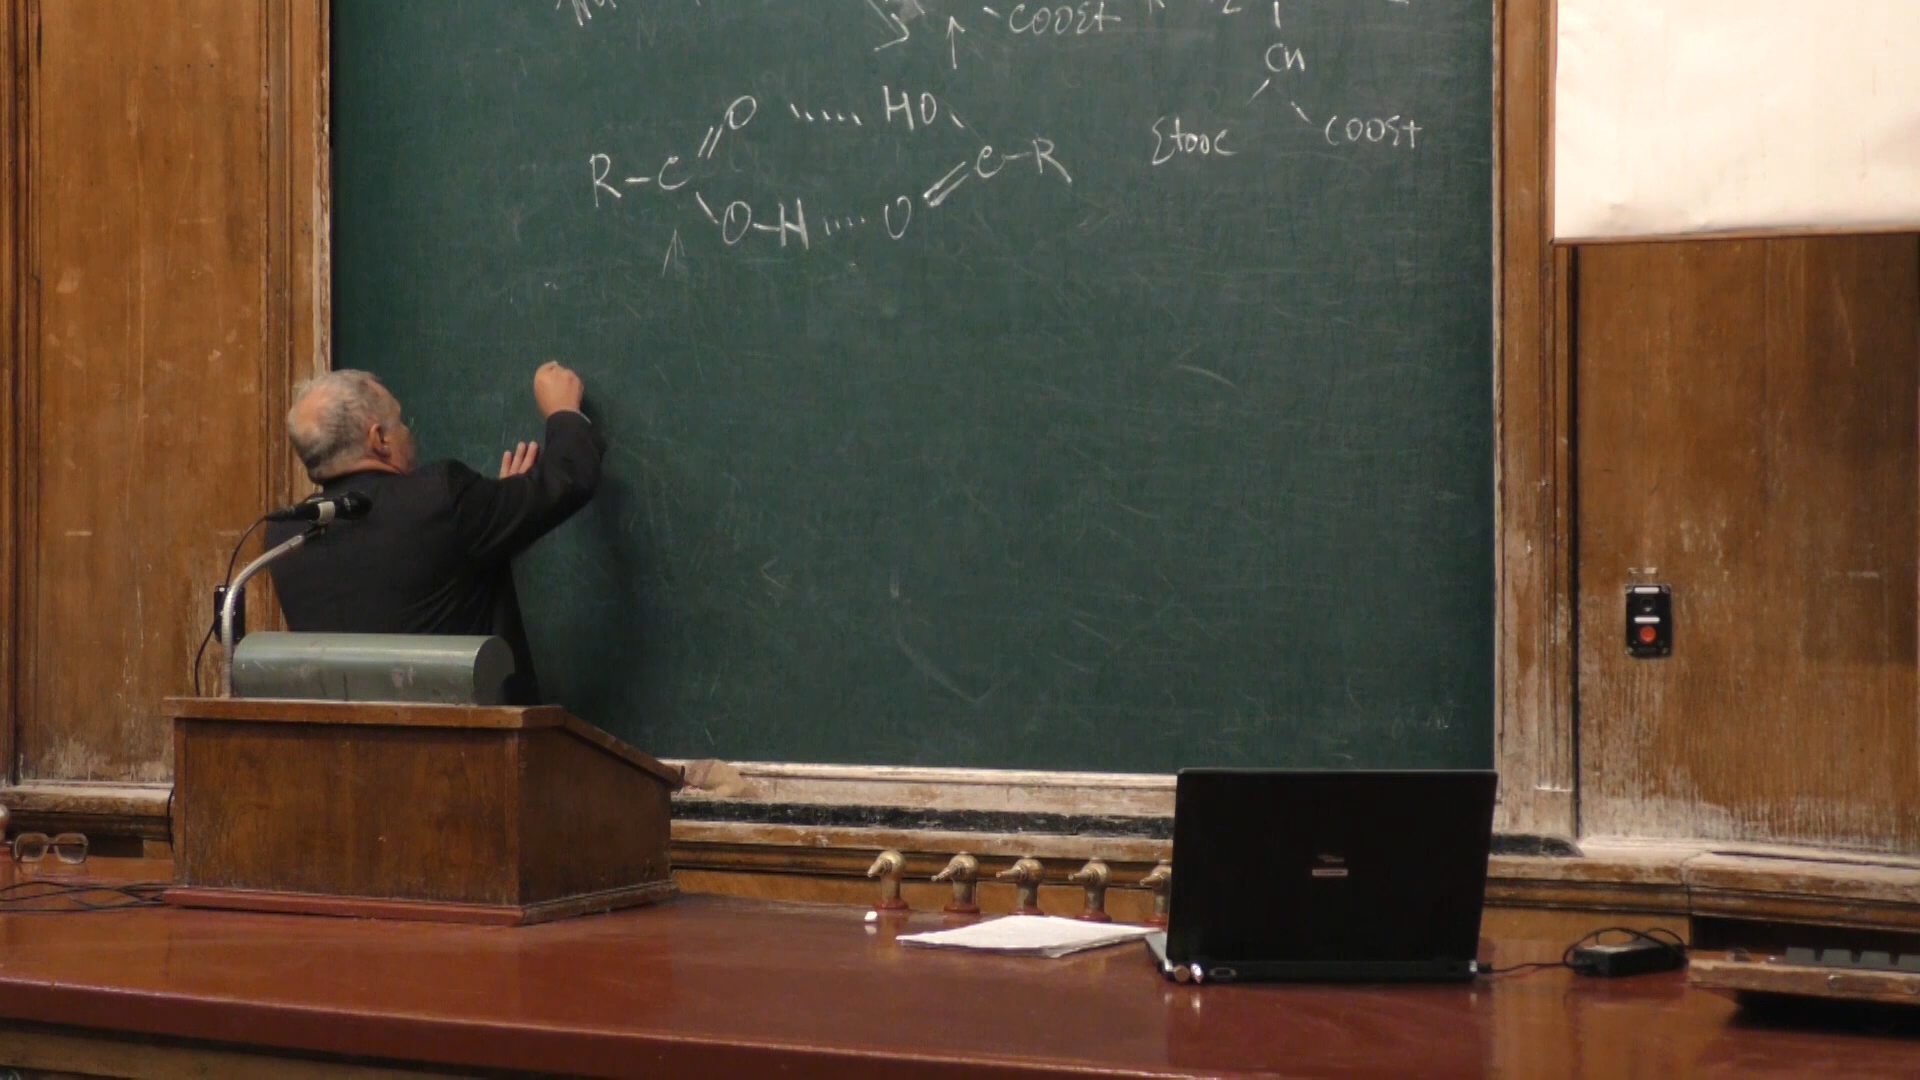 COOEt
CH
O ..... HO
EtOOC COOEt
R-C C-R
O-H .... O